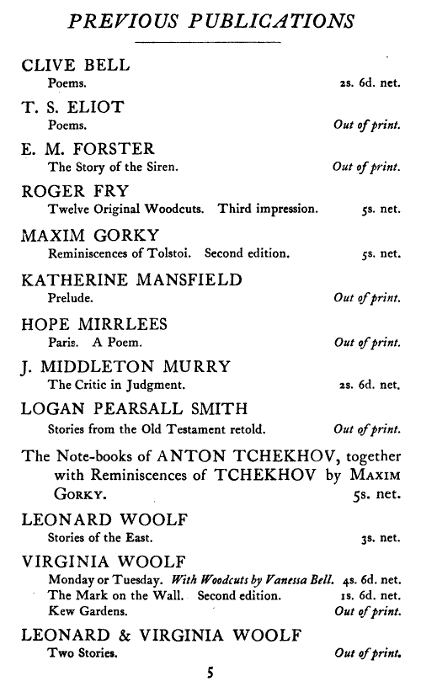 PREVIOUS PUBLICATIONS
CLIVE BELL
Poems. 2s. 6d. net.
T. S. ELIOT
Poems. Out of print.
E. M. FORSTER
The Story of the Siren. Out of print.
ROGER FRY
Twelve Original Woodcuts. Third impression. 5s. net.
MAXIM GORKY
Reminiscences of Tolstoi. Second edition. 5s. net.
KATHERINE MANSFIELD
Prelude. Out of print.
HOPE MIRRLEES
Paris. A Poem. Out of print.
J. MIDDLETON MURRY
The Critic in Judgment. 2s. 6d. net.
LOGAN PEARSALL SMITH
Stories from the Old Testament retold. Out of print.
The Note-books of ANTON TCHEKHOV, together
with Reminiscences of TCHEKHOV by MAXIM
GORKY. 5s. net.
LEONARD WOOLF
Stories of the East. 3s. net.
VIRGINIA WOOLF
Monday or Tuesday. With Woodcuts by Vanessa Bell. 4s. 6d. net.
The Mark on the Wall. Second edition. 1s. 6d. net.
Kew Gardens. Out of print.
LEONARD & VIRGINIA WOOLF
Two Stories. Out of print.
5